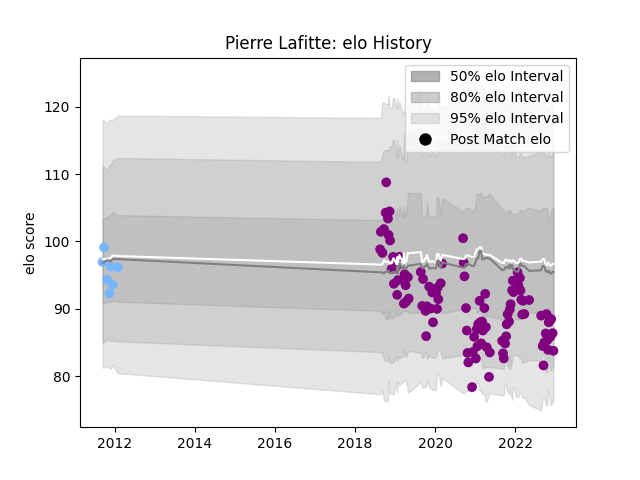 Pierre Lafitte: elo History
50% elo Interval
80% elo Interval
95% elo Interval
Post Match elo
elo score
120
110
100
90
80
2012
2014
2016
2018
2020
2022